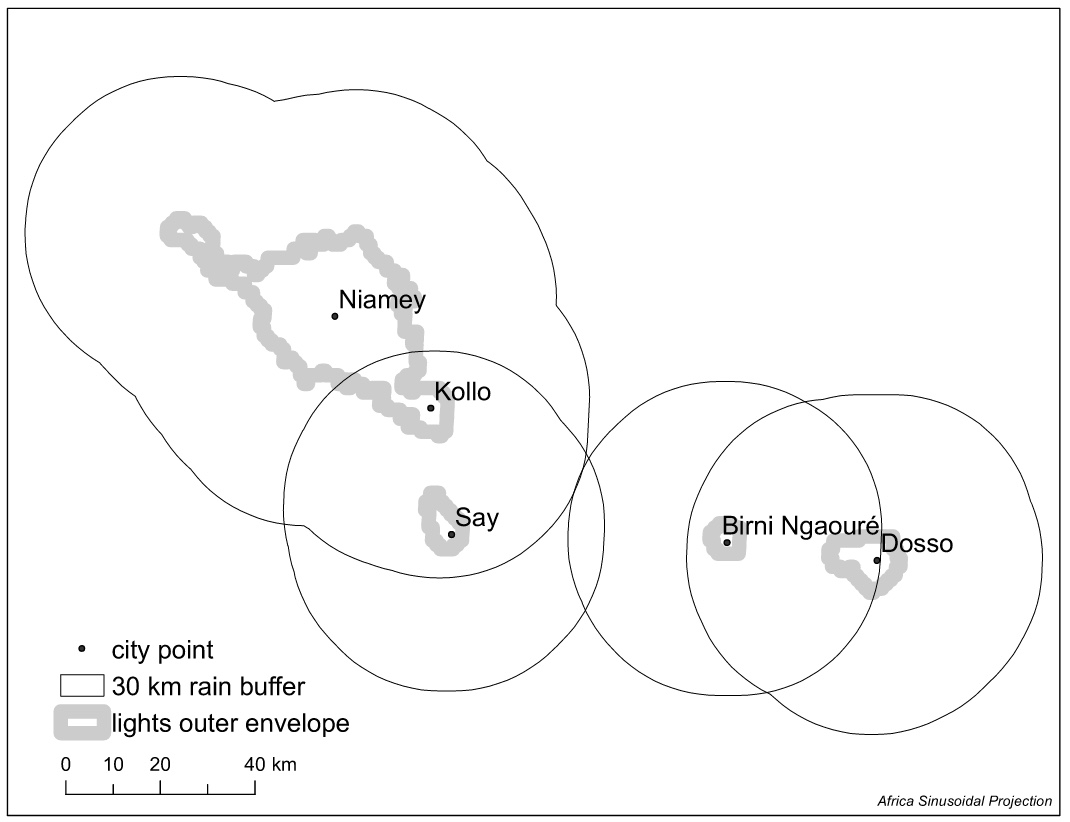 Niamey
Kollo
Say
Birni Ngaouré
Dosso
city point
30 km rain buffer
lights outer envelope
0 10 20 40 km
Africa Sinusoidal Projection